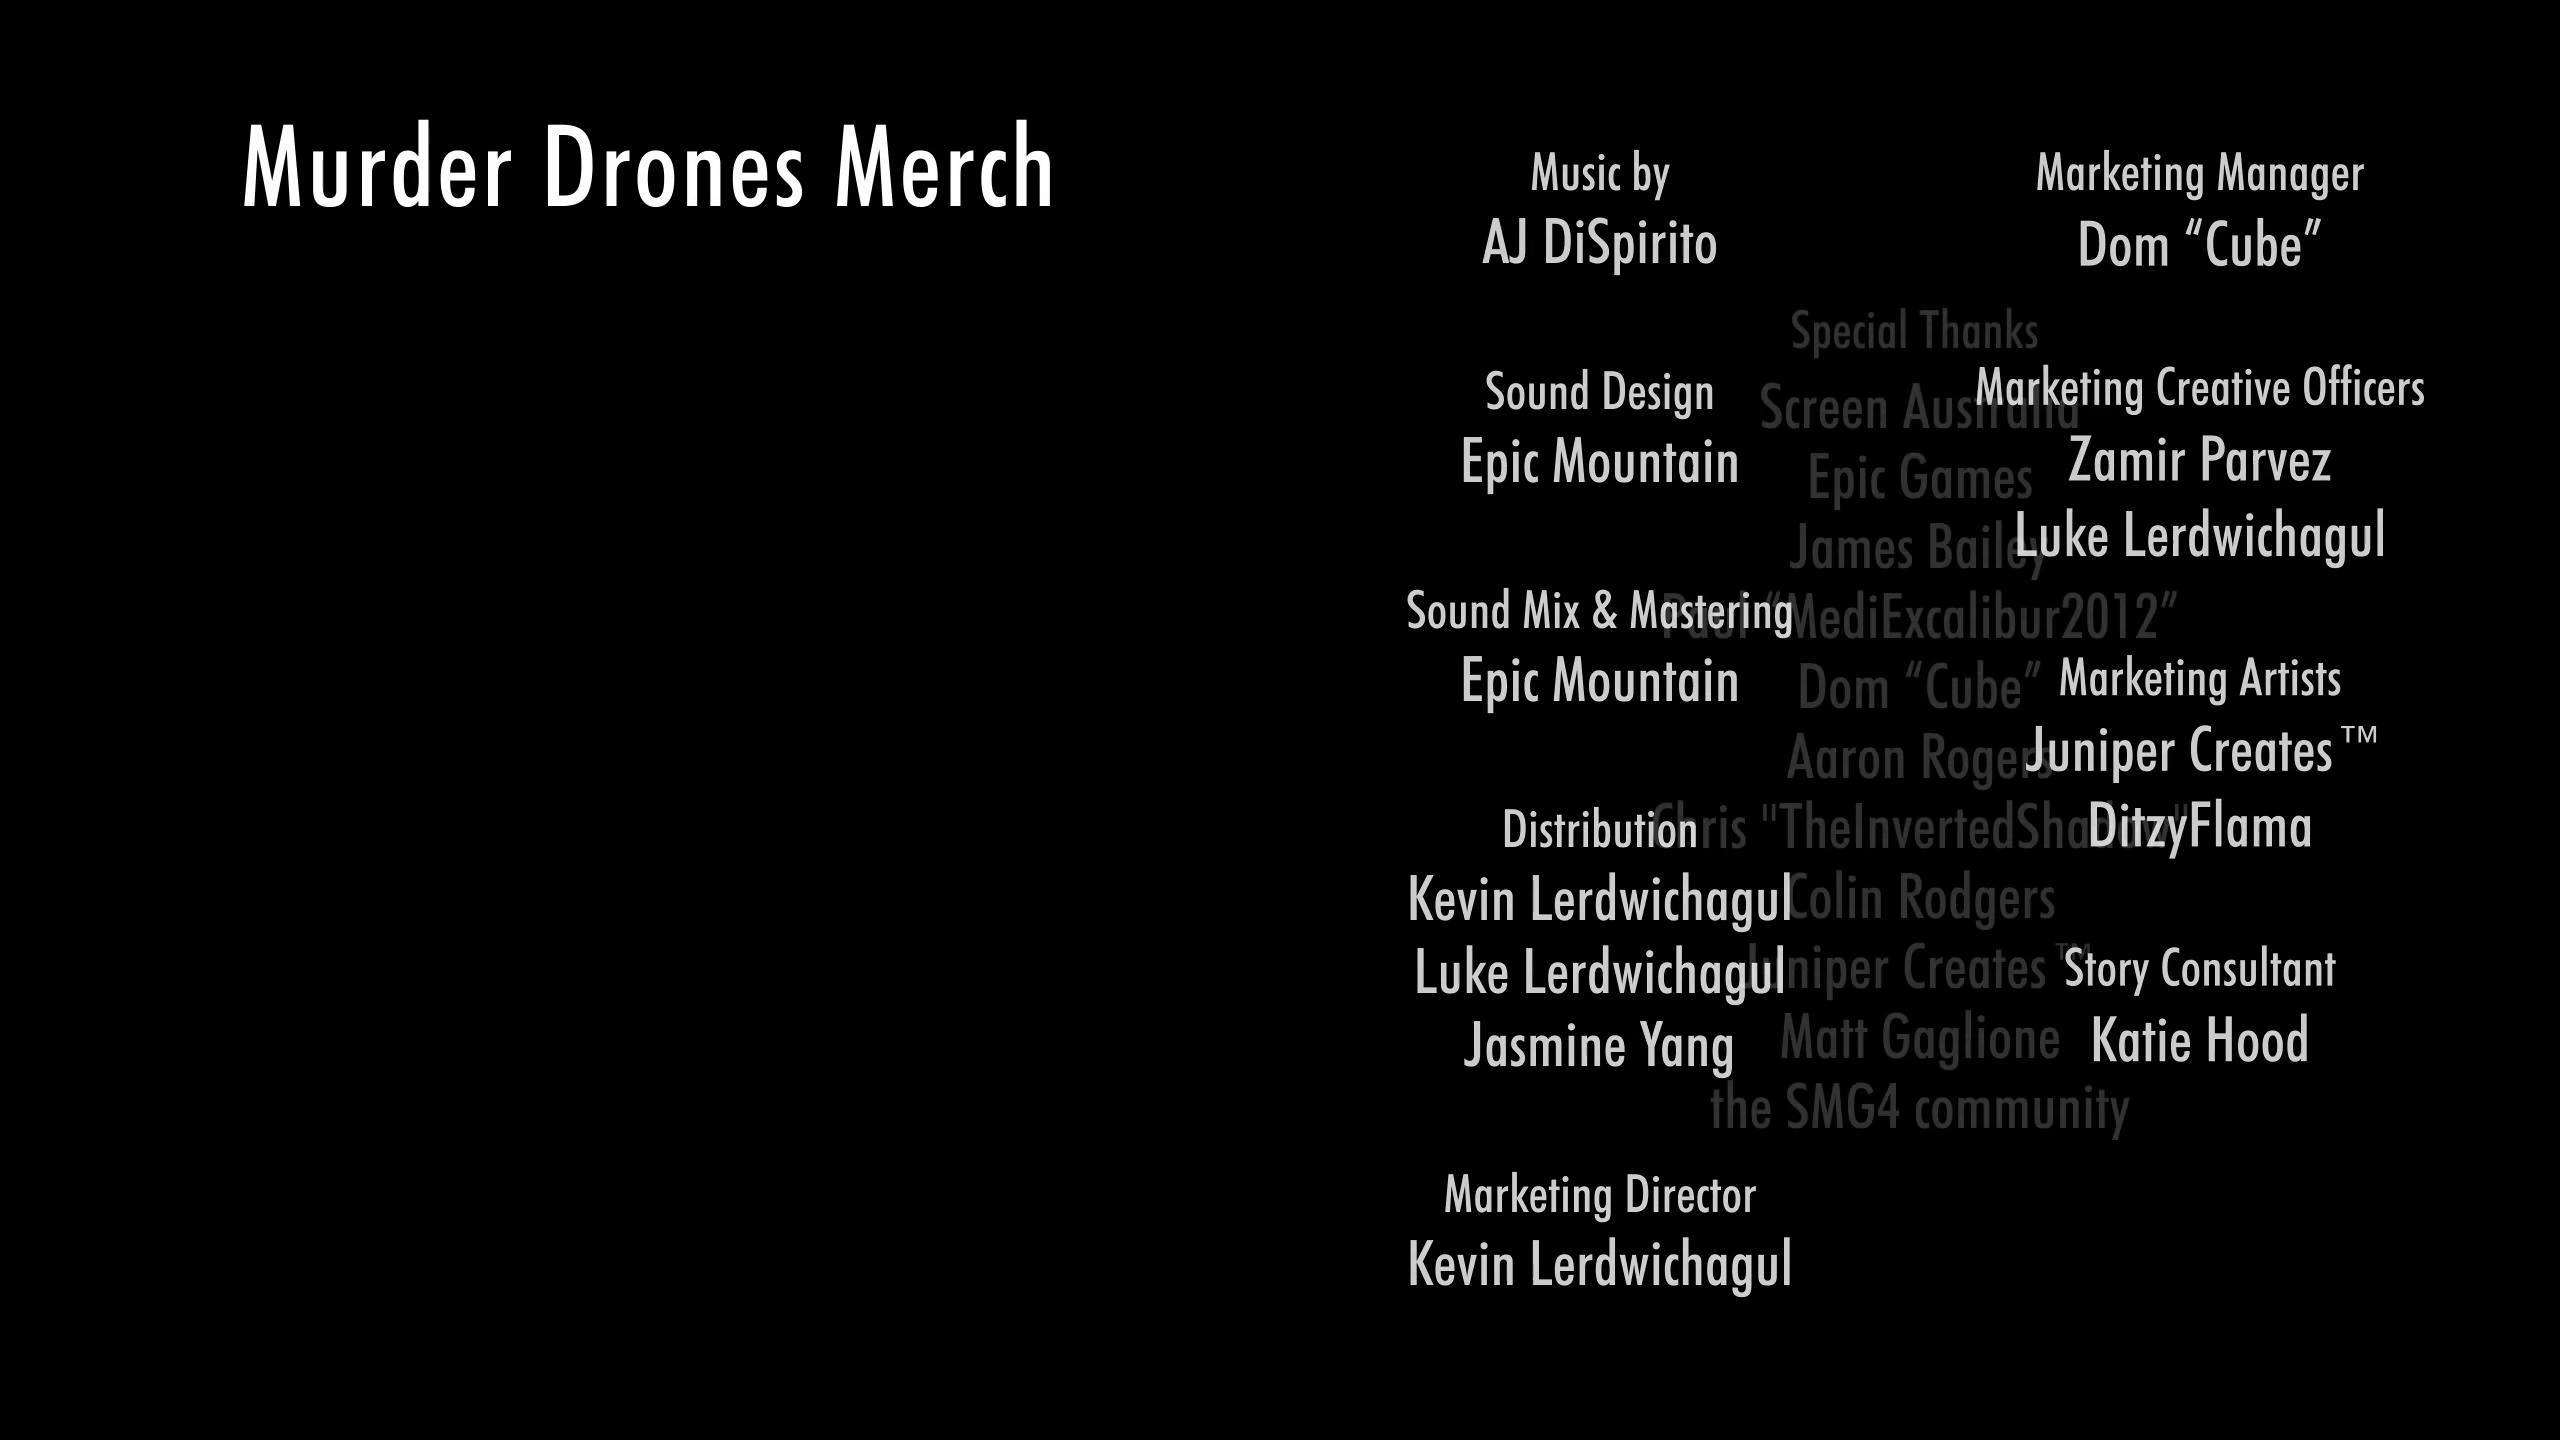 Murder Drones Merch
Music by
AJ DiSpirito
Sound Design
Epic Mountain
Sound Mix & Mastering
Epic Mountain
Distribution
Kevin Lerdwichagul
Luke Lerdwichagul
Jasmine Yang
Marketing Director
Kevin Lerdwichagul
Marketing Manager
Dom “Cube”
Marketing Creative Officers
Zamir Parvez
Luke Lerdwichagul
Marketing Artists
Juniper Creates™
DitzyFlama
Story Consultant
Katie Hood
Special Thanks
Screen Australia
Epic Games
James Bailey
Paul “MediExcalibur2012”
Dom “Cube”
Aaron Rogers
Chris "TheInvertedShadow"
Colin Rodgers
Juniper Creates™
Matt Gaglione
the SMG4 community